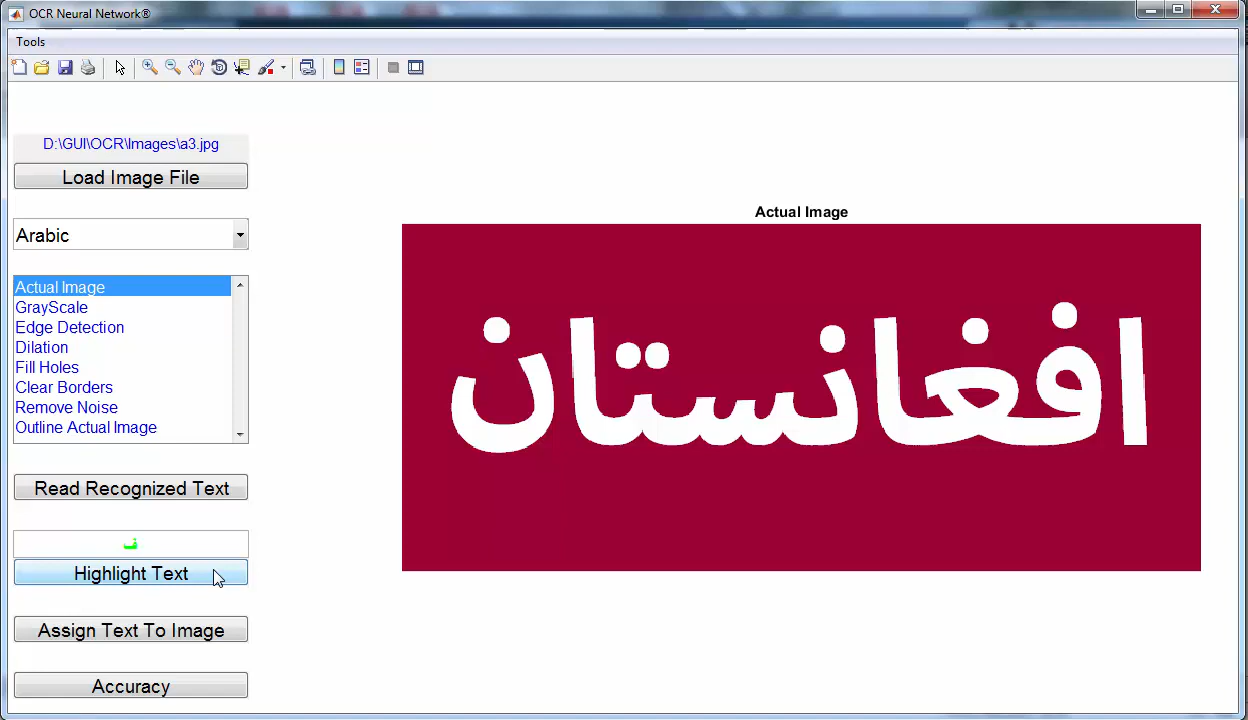 OCR Neural Network®
Tools
D:\GUI\OCR\Images\a3.jpg
Load Image File
Arabic
Actual Image
GrayScale
Edge Detection
Dilation
Fill Holes
Clear Borders
Remove Noise
Outline Actual Image
Read Recognized Text
ف
Highlight Text
Assign Text To Image
Accuracy
Actual Image
افغانستان